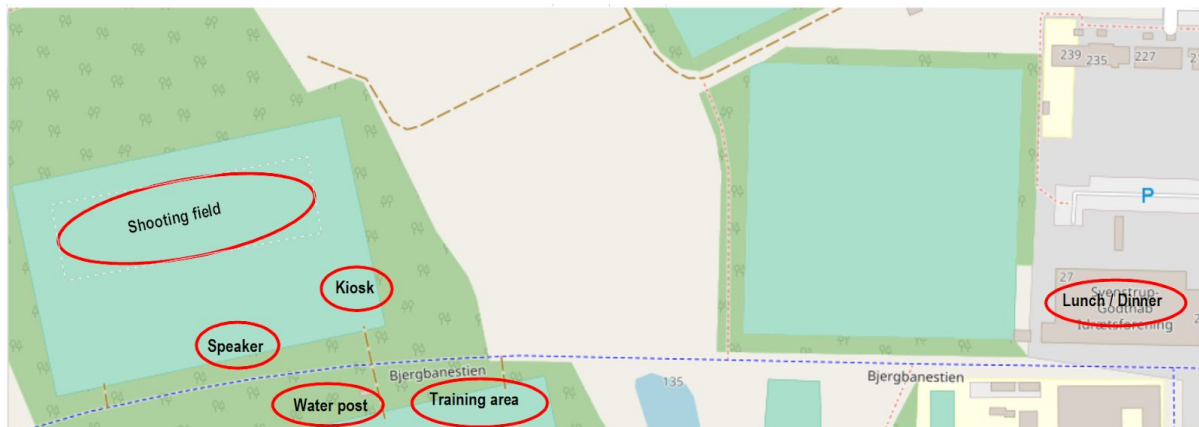 239
235
227
P
Shooting field
Kiosk
27
Svenstrup-
Godthåb
Idrætsforening
Lunch / Dinner
Speaker
Bjergbanestien
Bjergbanestien
135
Water post
Training area